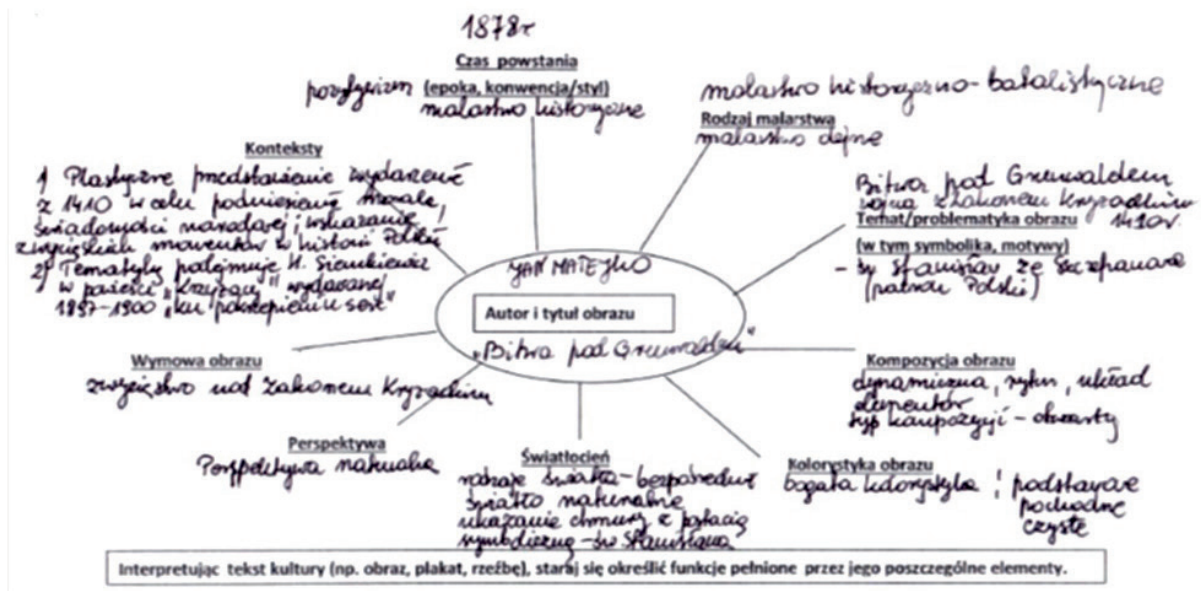 1878r
Czas powstania
pozytywizm (epoka, konwencja/styl)
malarstwo historyczne
malarstwo historyczno-batalistyczne
Rodzaj malarstwa
malarstwo olejne
Konteksty
1 Plastyczne przedstawienie wydarzeń
z 1410 w celu podniesienia morale,
świadomości narodowej i wskazanie
zwycięskich momentów w historii Polski
2) Tematykę podejmuje H. Sienkiewicz
w powieści „Krzyżacy" wydawanej
1897-1900 „ku pokrzepieniu serc"
Bitwa pod Grunwaldem
wojna z Zakonem Krzyżackim
Temat/problematyka obrazu 1410r.
(w tym symbolika, motywy)
- św Stanisław ze Szczepanowa
(patron Polski)
JAN MATEJKO
Autor i tytuł obrazu
„Bitwa pod Grunwaldem"
Wymowa obrazu
zwycięstwo nad Zakonem Krzyżackim
Kompozycja obrazu
dynamiczna, rytm, układ
elementów
typ kompozycji - otwarty
Perspektywa
Perspektywa naturalna
Światłocień
rodzaje światła - bezpośrednie
światło naturalne
ukazanie chmury z postacią
symboliczną - św Stanisława
Kolorystyka obrazu
bogata kolorystyka ; podstawowe
pochodne
czyste
Interpretując tekst kultury (np. obraz, plakat, rzeźbę), staraj się określić funkcje pełnione przez jego poszczególne elementy.